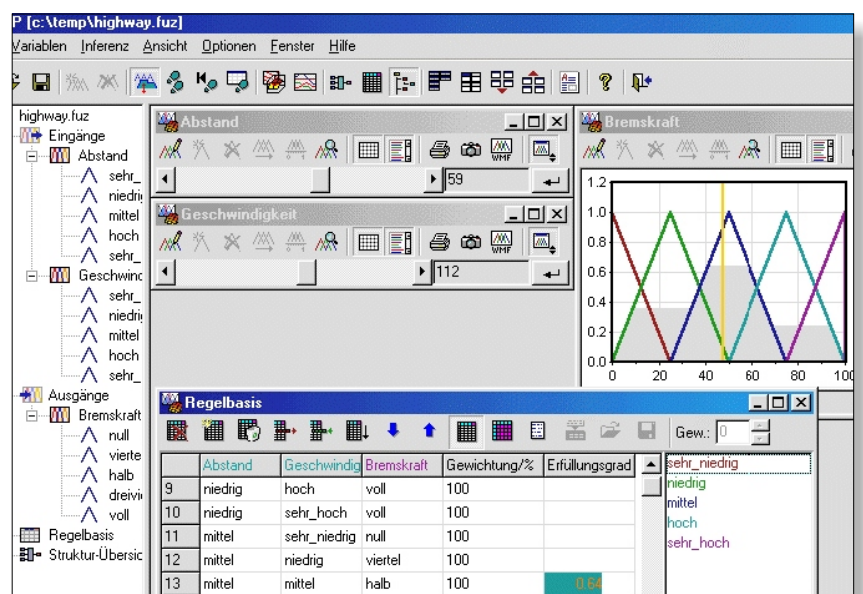 P [c:\temp\highway.fuz]
Variablen Inferenz Ansicht Optionen Fenster Hilfe
highway.fuz
Eingänge
Abstand
sehr_
niedri
mittel
hoch
sehr_
Geschwind
sehr_
niedri
mittel
hoch
sehr_
Ausgänge
Bremskraft
null
vierte
halb
dreivi
voll
Regelbasis
Struktur-Übersic
Abstand
WMF
59
Geschwindigkeit
WMF
112
Bremskraft
1.2
1.0
0.8
0.6
0.4
0.2
0.0
0 20 40 60 80 100
Regelbasis
Gew.: 0
Abstand Geschwindig Bremskraft Gewichtung/% Erfüllungsgrad
9 niedrig hoch voll 100
10 niedrig sehr_hoch voll 100
11 mittel sehr_niedrig null 100
12 mittel niedrig viertel 100
13 mittel mittel halb 100 0.64
sehr_niedrig
niedrig
mittel
hoch
sehr_hoch